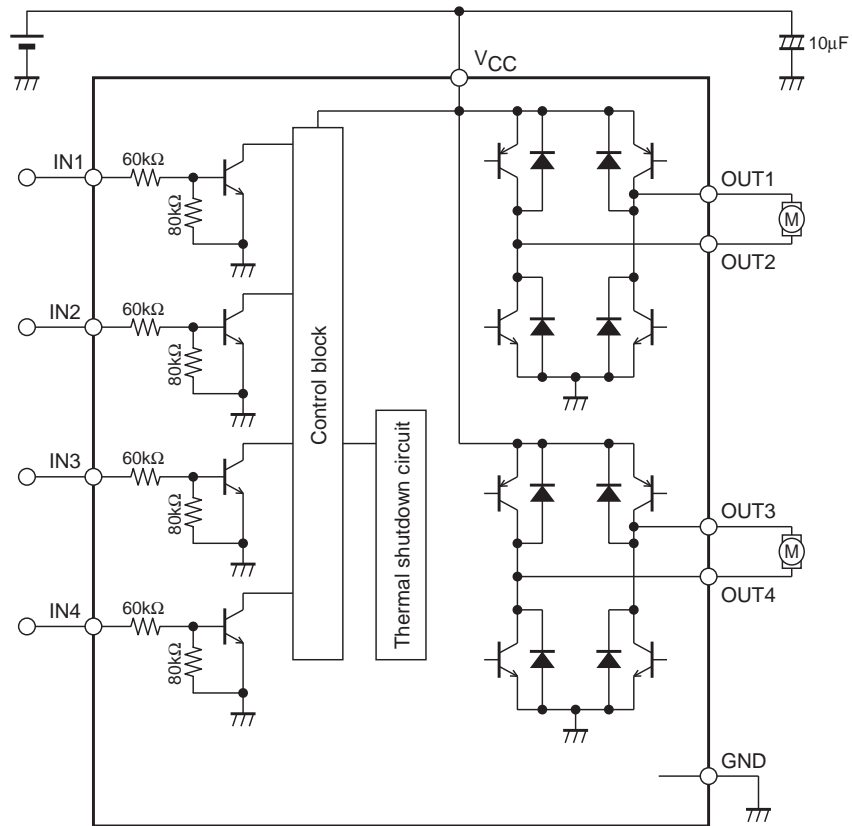 10µF
VCC
IN1
60kΩ
80kΩ
OUT1
M
OUT2
IN2
60kΩ
80kΩ
Control block
Thermal shutdown circuit
IN3
60kΩ
80kΩ
OUT3
M
OUT4
IN4
60kΩ
80kΩ
GND